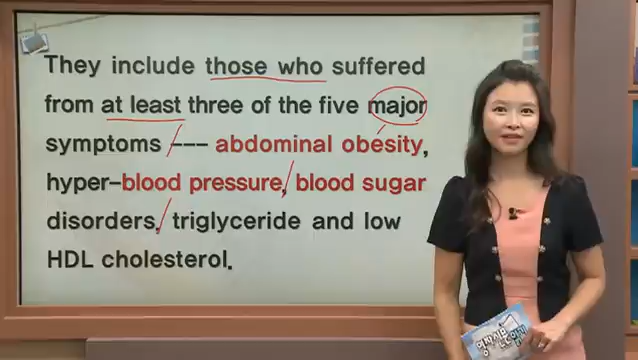 They include those who suffered
from at least three of the five major
symptoms --- abdominal obesity,
hyper-blood pressure, blood sugar
disorders, triglyceride and low
HDL cholesterol.